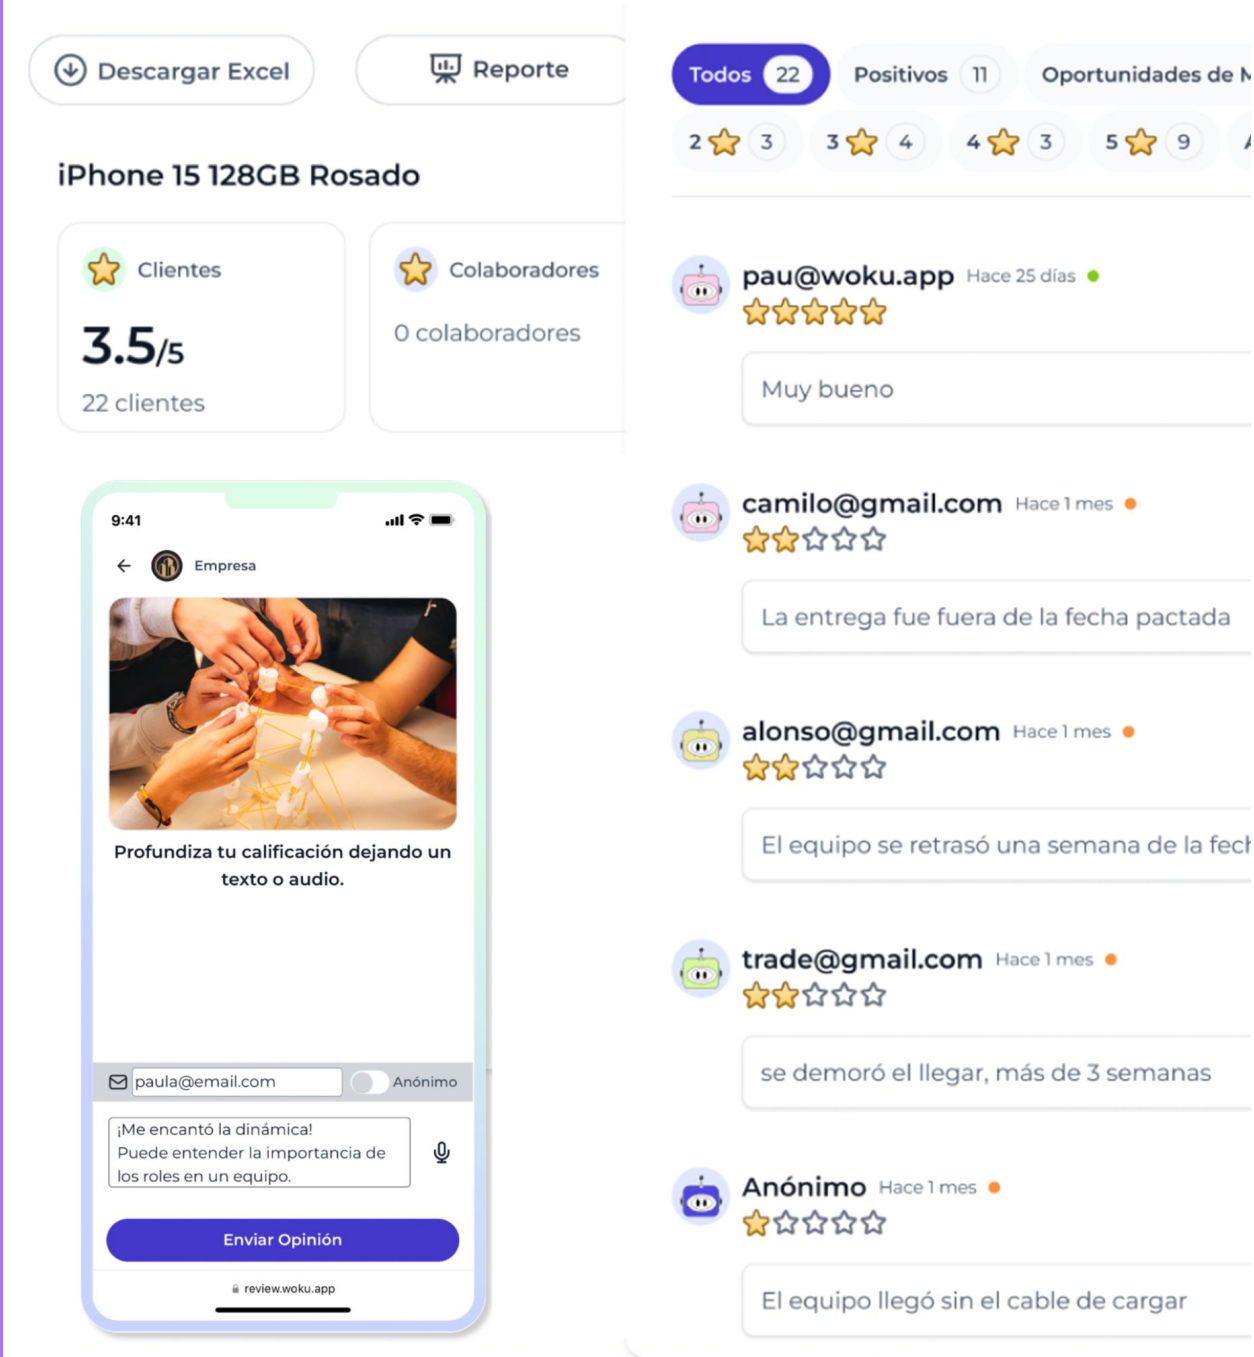 Descargar Excel
Reporte
iPhone 15 128GB Rosado
Clientes
3.5/5
22 clientes
Colaboradores
0 colaboradores
9:41
Empresa
Profundiza tu calificación dejando un
texto o audio.
paula@email.com
Anónimo
¡Me encantó la dinámica!
Puede entender la importancia de
los roles en un equipo.
Enviar Opinión
review.woku.app
Todos 22
Positivos 11
Oportunidades de
2 3
3 4
4 3
5 9
pau@woku.app Hace 25 días
Muy bueno
camilo@gmail.com Hace 1 mes
La entrega fue fuera de la fecha pactada
alonso@gmail.com Hace 1 mes
El equipo se retrasó una semana de la
trade@gmail.com Hace 1 mes
se demoró el llegar, más de 3 semanas
Anónimo Hace 1 mes
El equipo llegó sin el cable de cargar